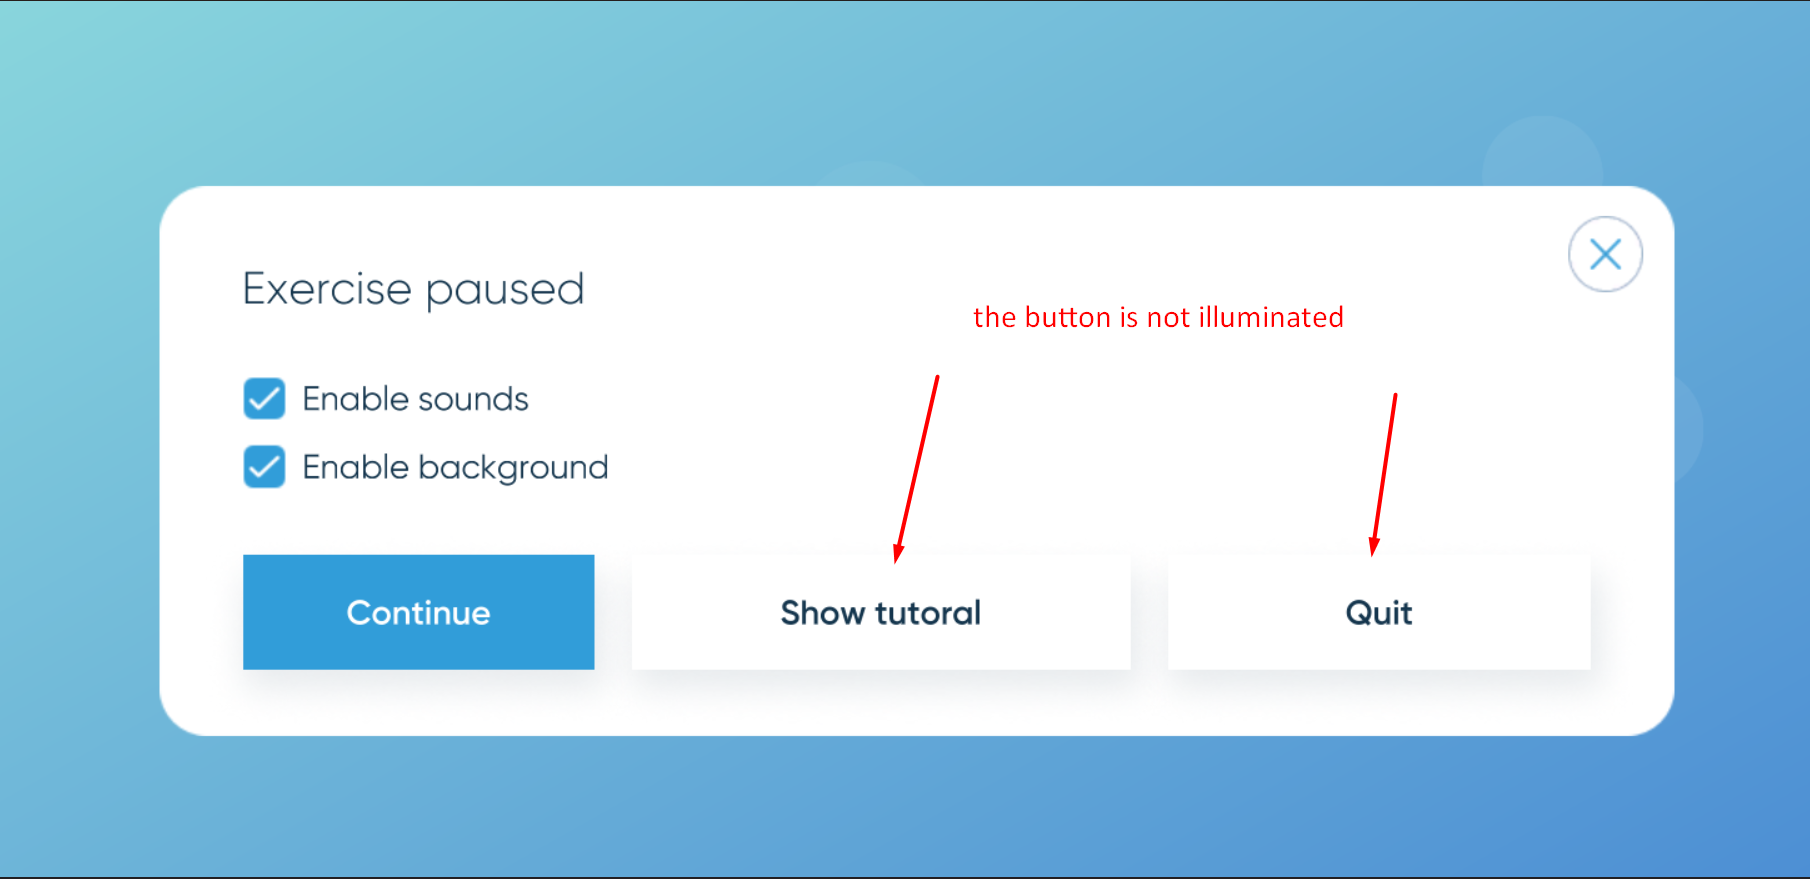 Exercise paused
the button is not illuminated
Enable sounds
Enable background
Continue
Show tutoral
Quit